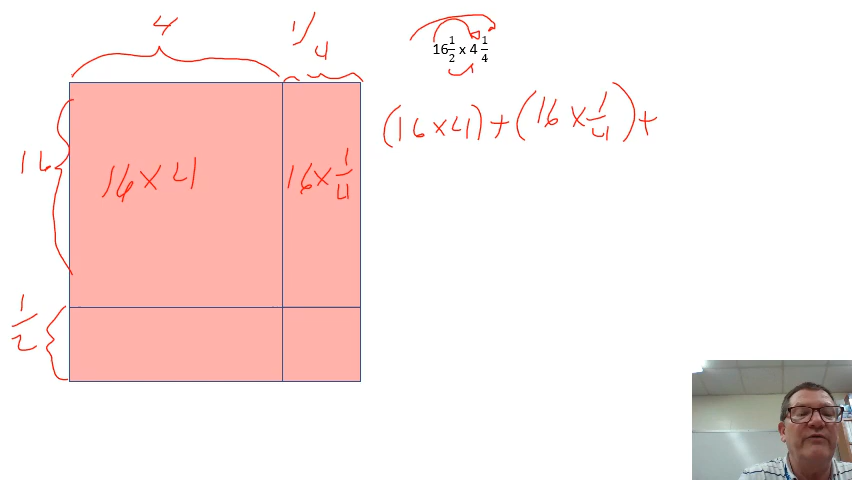 4
1/4
16 1/2 x 4 1/4
(16 x 4) + (16 x 1/4) +
16
16 x 4
16 x 1/4
1/2